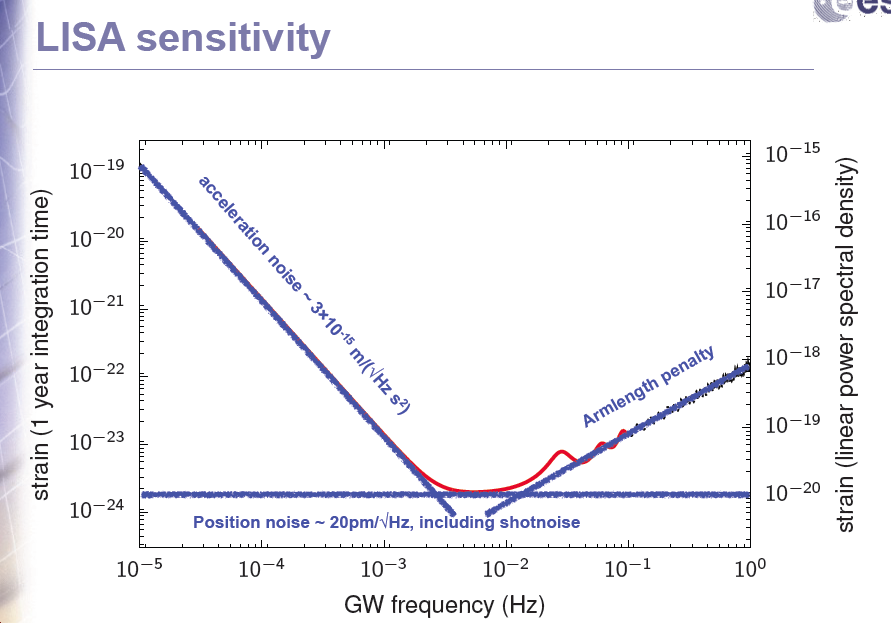 LISA sensitivity
es
strain (1 year integration time)
10⁻¹⁹
10⁻²⁰
10⁻²¹
10⁻²²
10⁻²³
10⁻²⁴
acceleration noise ~ 3×10⁻¹⁵ m/(√Hz s²)
Armlength penalty
Position noise ~ 20pm/√Hz, including shotnoise
10⁻¹⁵
10⁻¹⁶
10⁻¹⁷
10⁻¹⁸
10⁻¹⁹
10⁻²⁰
strain (linear power spectral density)
10⁻⁵ 10⁻⁴ 10⁻³ 10⁻² 10⁻¹ 10⁰
GW frequency (Hz)